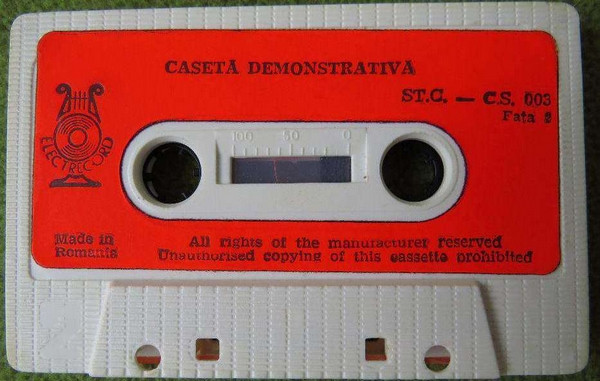 CASETĂ DEMONSTRATIVĂ
ST.C. — C.S. 003
Fața 2
ELECTRECORD
100 50 0
Made in
Romania
All rights of the manufacturer reserved
Unauthorised copying of this cassette prohibited